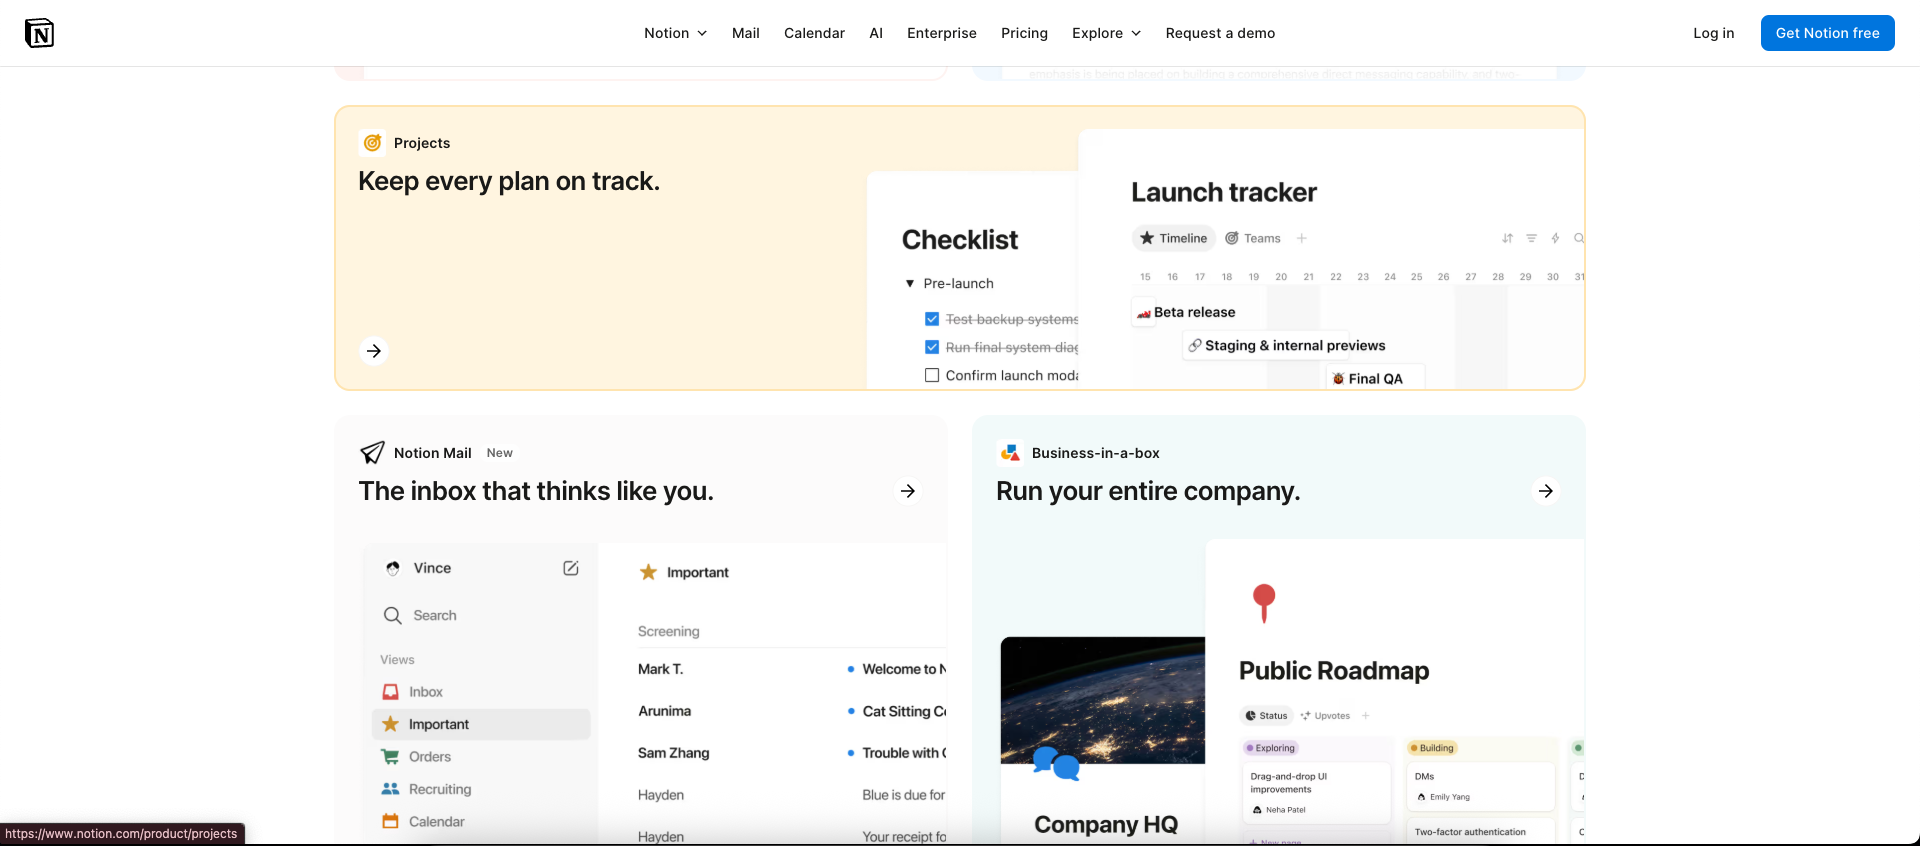 N
Notion Mail Calendar AI Enterprise Pricing Explore Request a demo
Log in Get Notion free
emphasis is being placed on building a comprehensive direct messaging capability, and two-
Projects
Keep every plan on track.
Checklist
Pre-launch
Test backup systems
Run final system diag
Confirm launch moda
Launch tracker
Timeline Teams
15 16 17 18 19 20 21 22 23 24 25 26 27 28 29 30 31
Beta release
Staging & internal previews
Final QA
Notion Mail New
The inbox that thinks like you.
Vince
Search
Views
Inbox
Important
Orders
Recruiting
Calendar
Important
Screening
Mark T. Welcome to N
Arunima Cat Sitting Co
Sam Zhang Trouble with
Hayden Blue is due for
Hayden Your receipt fo
Business-in-a-box
Run your entire company.
Company HQ
Public Roadmap
Status Upvotes
Exploring
Drag-and-drop UI
improvements
Neha Patel
New page
Building
DMs
Emily Yang
Two-factor authentication
https://www.notion.com/product/projects